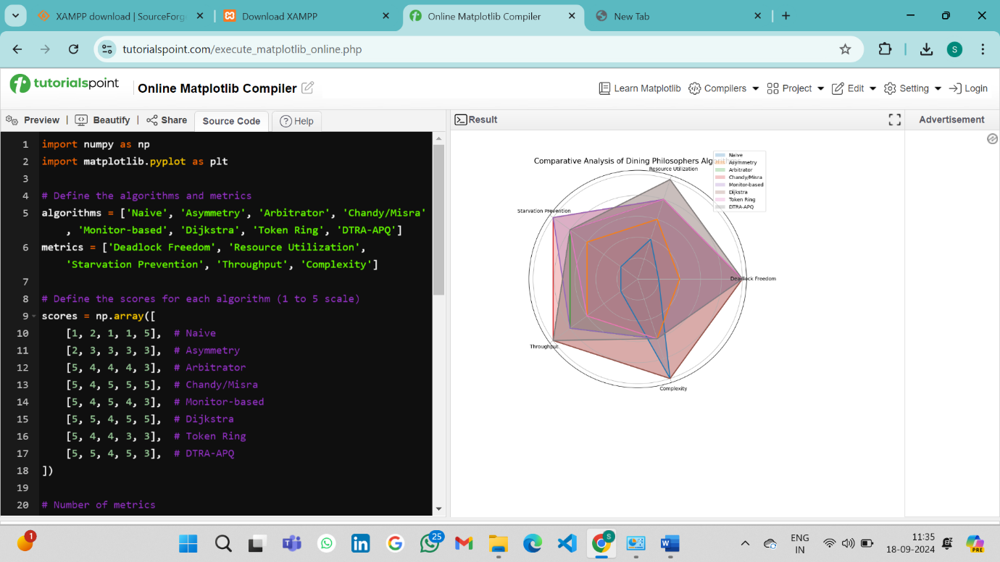 XAMPP download | SourceForg
Download XAMPP
Online Matplotlib Compiler
New Tab
tutorialspoint.com/execute_matplotlib_online.php
S
tutorialspoint
Online Matplotlib Compiler
Learn Matplotlib
Compilers
Project
Edit
Setting
Login
Preview
Beautify
Share
Source Code
Help
Result
Advertisement
1 import numpy as np
2 import matplotlib.pyplot as plt
3
4 # Define the algorithms and metrics
5 algorithms = ['Naive', 'Asymmetry', 'Arbitrator', 'Chandy/Misra'
, 'Monitor-based', 'Dijkstra', 'Token Ring', 'DTRA-APQ']
6 metrics = ['Deadlock Freedom', 'Resource Utilization',
'Starvation Prevention', 'Throughput', 'Complexity']
7
8 # Define the scores for each algorithm (1 to 5 scale)
9 scores = np.array([
10 [1, 2, 1, 1, 5], # Naive
11 [2, 3, 3, 3, 3], # Asymmetry
12 [5, 4, 4, 4, 3], # Arbitrator
13 [5, 4, 5, 5, 5], # Chandy/Misra
14 [5, 4, 5, 4, 3], # Monitor-based
15 [5, 5, 4, 5, 5], # Dijkstra
16 [5, 4, 4, 3, 3], # Token Ring
17 [5, 5, 4, 5, 3], # DTRA-APQ
18 ])
19
20 # Number of metrics
Comparative Analysis of Dining Philosophers Alg
Resource Utilization
Starvation Prevention
Deadlock Freedom
Throughput
Complexity
Naive
Asymmetry
Arbitrator
Chandy/Misra
Monitor-based
Dijkstra
Token Ring
DTRA-APQ
1
25
S
PRE
ENG
IN
11:35
18-09-2024